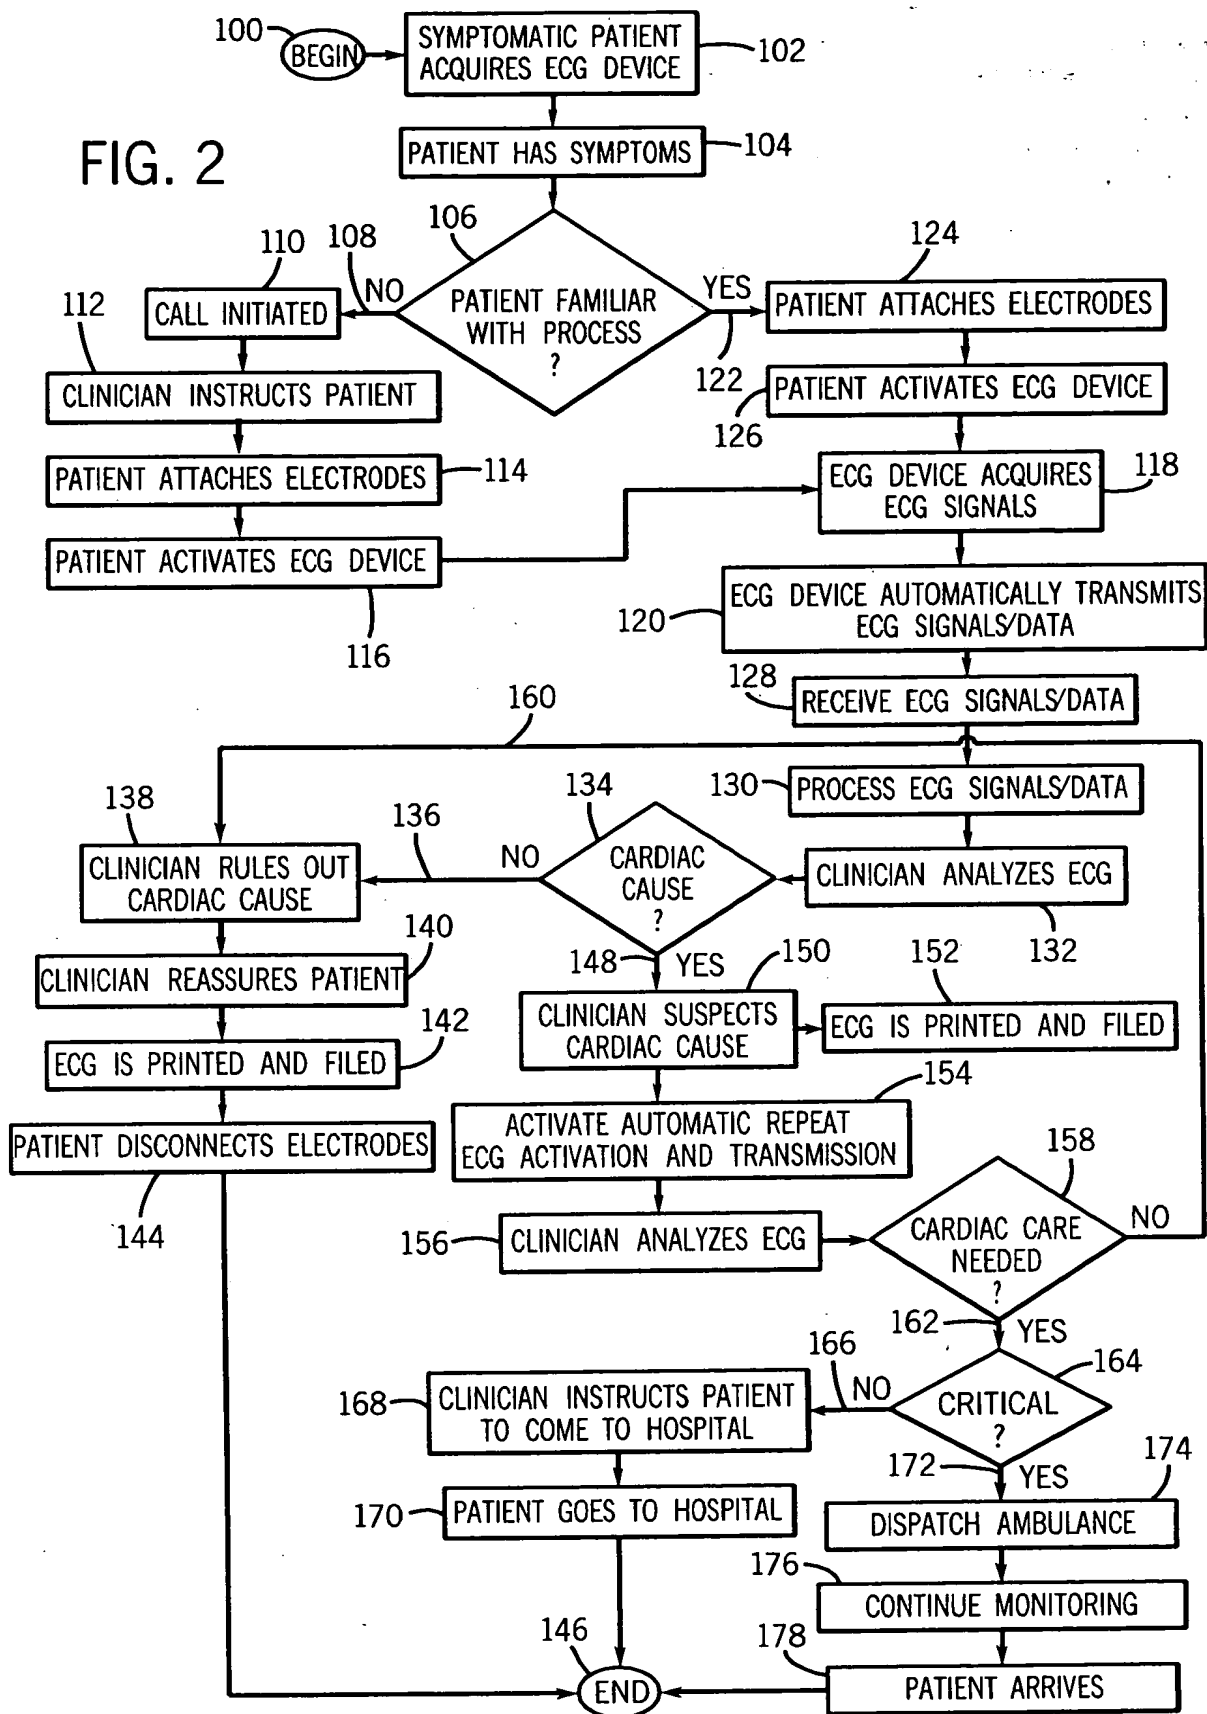 100
BEGIN
SYMPTOMATIC PATIENT
ACQUIRES ECG DEVICE
102
FIG. 2
PATIENT HAS SYMPTOMS
104
106
PATIENT FAMILIAR
WITH PROCESS
?
108
NO
110
CALL INITIATED
112
CLINICIAN INSTRUCTS PATIENT
PATIENT ATTACHES ELECTRODES
114
PATIENT ACTIVATES ECG DEVICE
116
YES
122
124
PATIENT ATTACHES ELECTRODES
PATIENT ACTIVATES ECG DEVICE
126
ECG DEVICE ACQUIRES
ECG SIGNALS
118
ECG DEVICE AUTOMATICALLY TRANSMITS
ECG SIGNALS/DATA
120
128
RECEIVE ECG SIGNALS/DATA
160
130
PROCESS ECG SIGNALS/DATA
CLINICIAN ANALYZES ECG
132
134
CARDIAC
CAUSE
?
136
NO
138
CLINICIAN RULES OUT
CARDIAC CAUSE
140
CLINICIAN REASSURES PATIENT
142
ECG IS PRINTED AND FILED
PATIENT DISCONNECTS ELECTRODES
144
148
YES
150
CLINICIAN SUSPECTS
CARDIAC CAUSE
152
ECG IS PRINTED AND FILED
154
ACTIVATE AUTOMATIC REPEAT
ECG ACTIVATION AND TRANSMISSION
156
CLINICIAN ANALYZES ECG
158
CARDIAC CARE
NEEDED
?
NO
162
YES
164
CRITICAL
?
166
NO
168
CLINICIAN INSTRUCTS PATIENT
TO COME TO HOSPITAL
170
PATIENT GOES TO HOSPITAL
172
YES
174
DISPATCH AMBULANCE
176
CONTINUE MONITORING
178
PATIENT ARRIVES
146
END